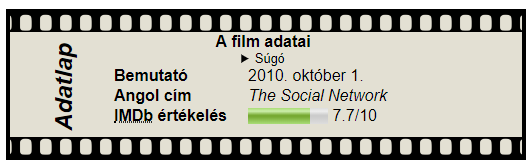 Adatlap
A film adatai
▶ Súgó
Bemutató 2010. október 1.
Angol cím The Social Network
IMDb értékelés 7.7/10